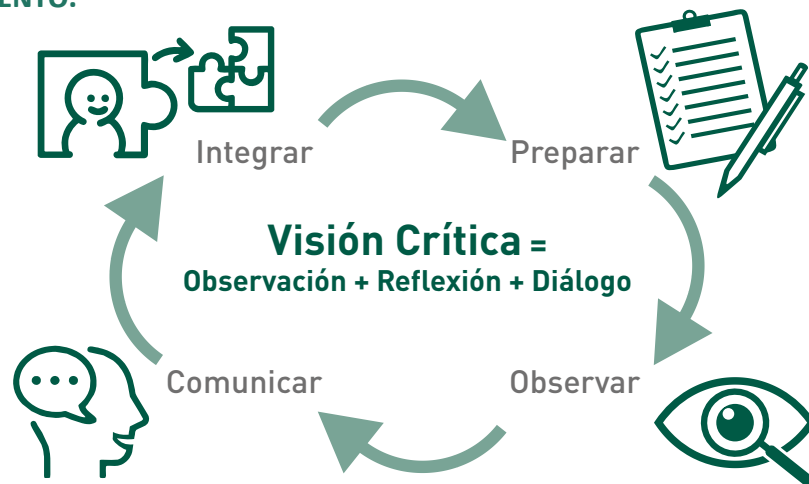 ENTO:
Integrar
Preparar
Visión Crítica =
Observación + Reflexión + Diálogo
Comunicar
Observar